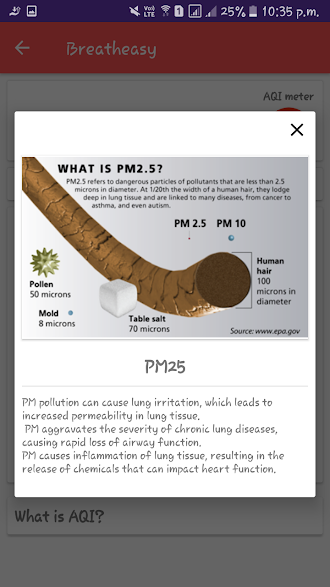 Vo)) LTE 1 25% 10:35 p.m.
Breatheasy
AQI meter
WHAT IS PM2.5?
PM2.5 refers to dangerous particles of pollutants that are less than 2.5
microns in diameter. At 1/20th the width of a human hair, they lodge
deep in lung tissue and are linked to many diseases, from cancer to
asthma, and even autism.
PM 2.5 PM 10
Human
hair
100
microns in
diameter
Pollen
50 microns
Mold
8 microns
Table salt
70 microns
Source: www.epa.gov
PM25
PM pollution can cause lung irritation, which leads to
increased permeability in lung tissue.
PM aggravates the severity of chronic lung diseases,
causing rapid loss of airway function.
PM causes inflammation of lung tissue, resulting in the
release of chemicals that can impact heart function.
What is AQI?